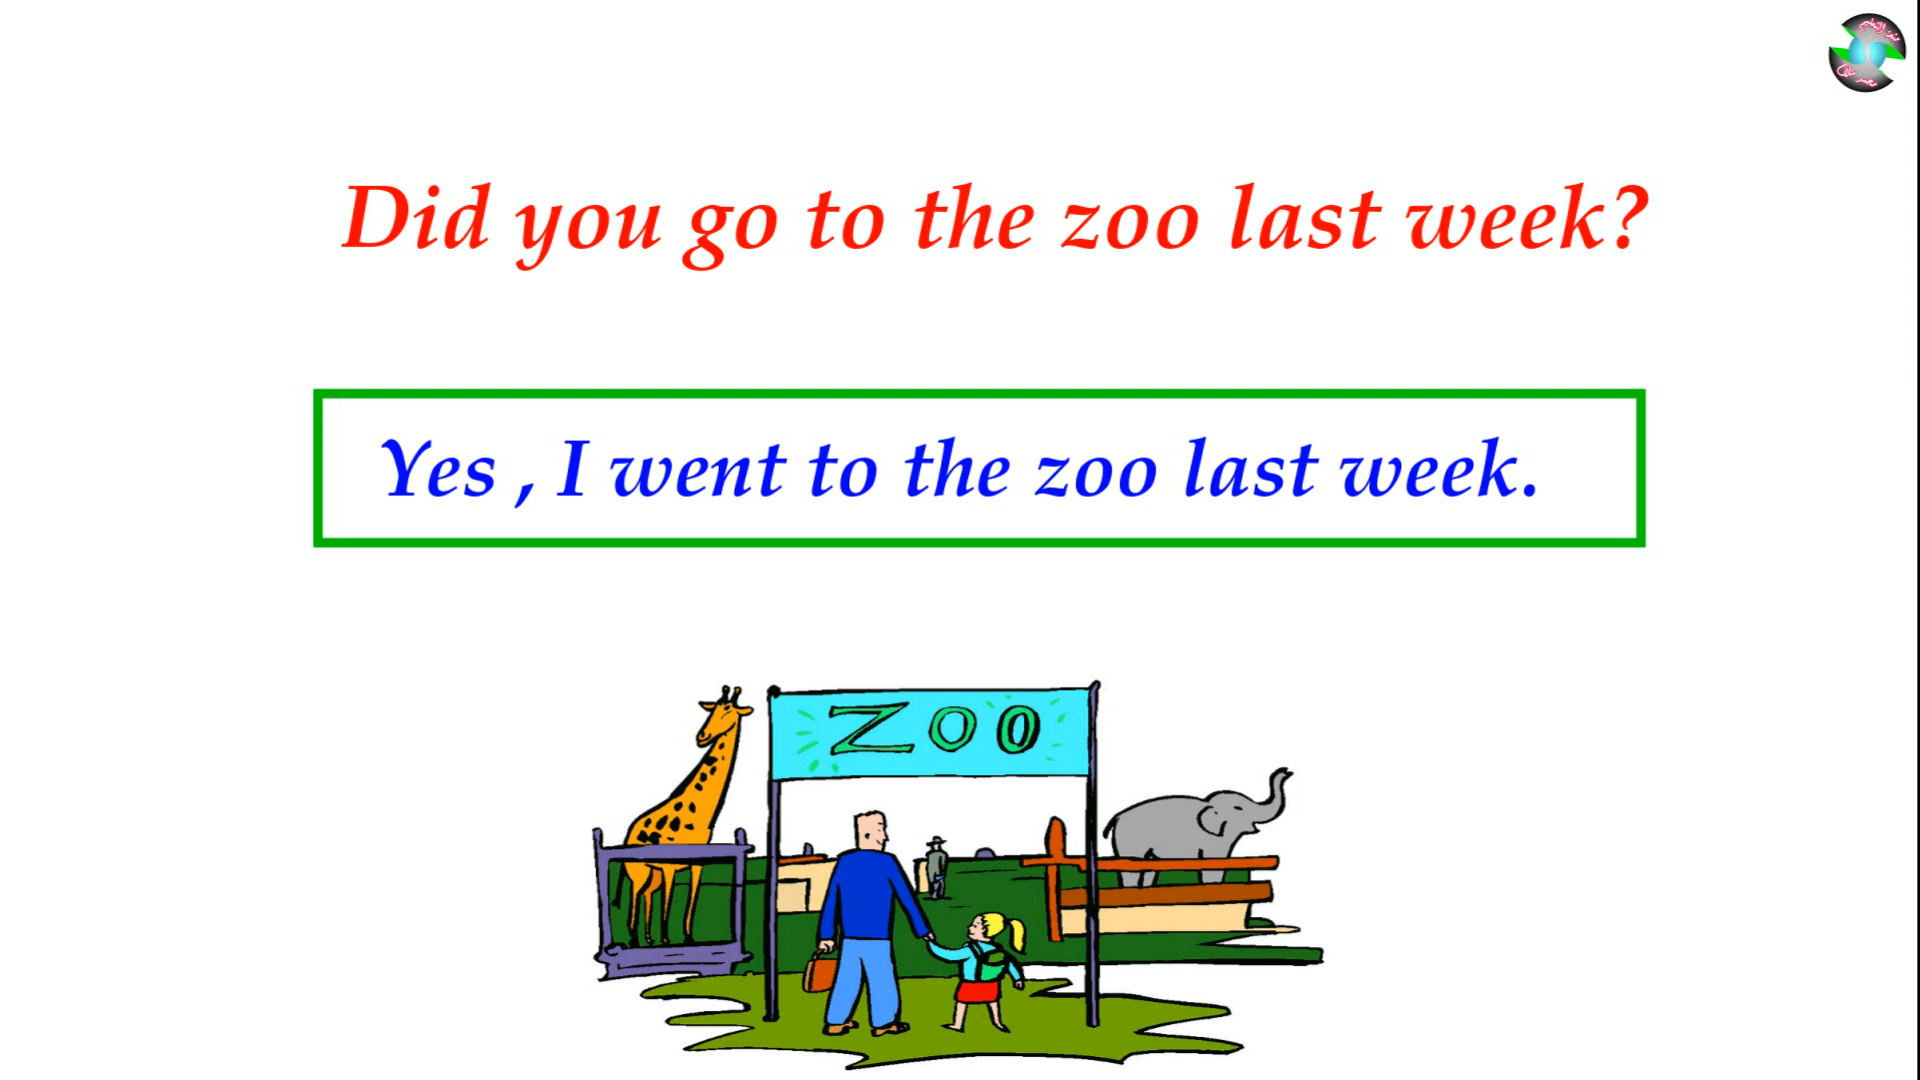 Did you go to the zoo last week?
Yes , I went to the zoo last week.
ZOO